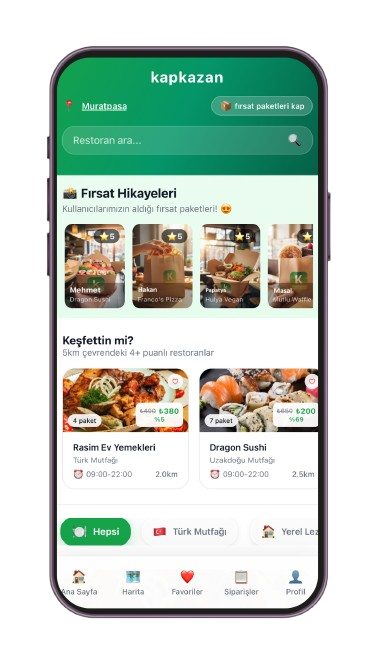 kapkazan
Muratpaşa
fırsat paketleri kap
Restoran ara...
Fırsat Hikayeleri
Kullanıcılarımızın aldığı fırsat paketleri!
5
5
5
Mehmet
Dragon Sushi
Hakan
Franco's Pizza
Papatya
Hulya Vegan
Maşal
Mutlu Waffle
K
K
K
Keşfettin mi?
5km çevrendeki 4+ puanlı restoranlar
4 paket
₺400 ₺380
%5
7 paket
₺650 ₺200
%69
Rasim Ev Yemekleri
Türk Mutfağı
09:00-22:00
2.0km
Dragon Sushi
Uzakdoğu Mutfağı
09:00-22:00
2.5km
Hepsi
Türk Mutfağı
Yerel Lez
Ana Sayfa
Harita
Favoriler
Siparişler
Profil